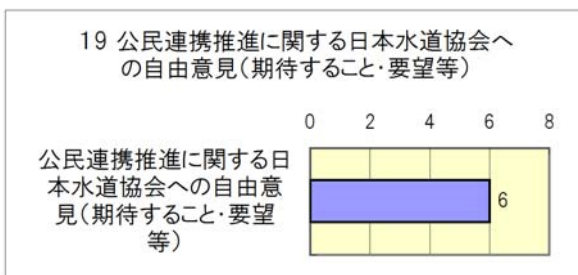 19 公民連携推進に関する日本水道協会へ
の自由意見(期待すること・要望等)
0 2 4 6 8
公民連携推進に関する日
本水道協会への自由意
見(期待すること・要望
等)
6